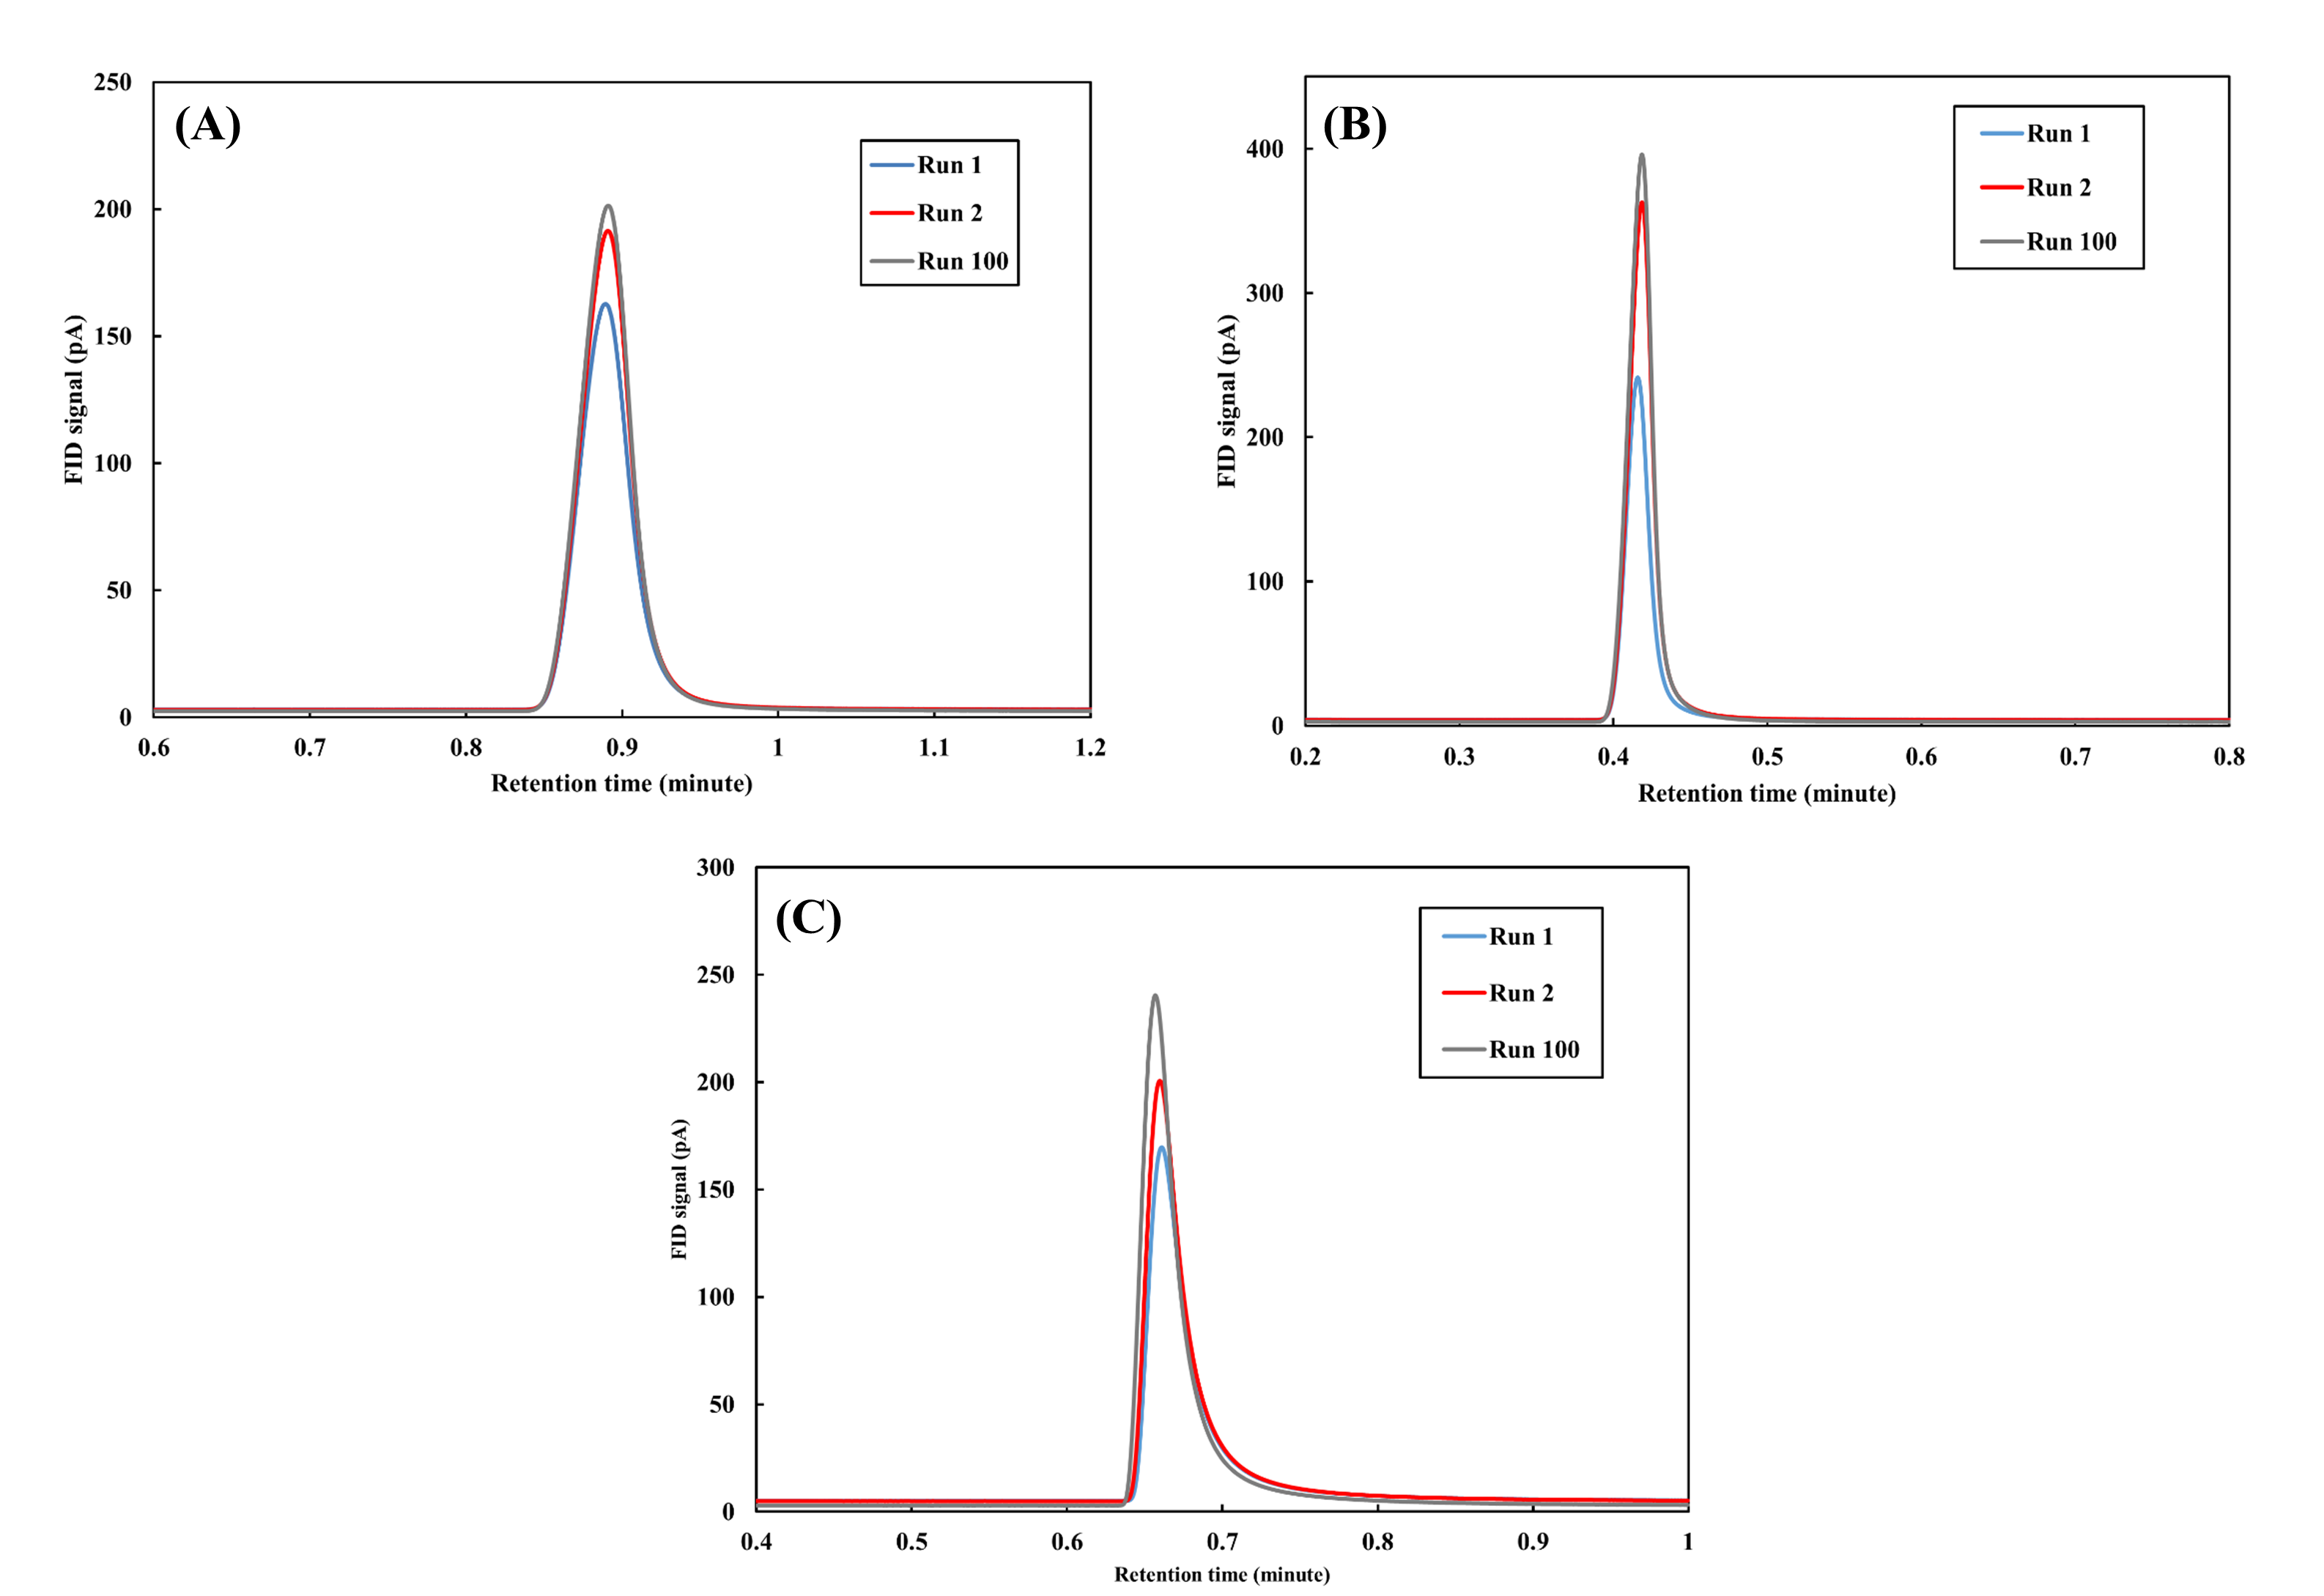 (A)
250
200
150
100
50
0
FID signal (pA)
Run 1
Run 2
Run 100
0.6 0.7 0.8 0.9 1 1.1 1.2
Retention time (minute)
(B)
400
300
200
100
0
FID signal (pA)
Run 1
Run 2
Run 100
0.2 0.3 0.4 0.5 0.6 0.7 0.8
Retention time (minute)
(C)
300
250
200
150
100
50
0
FID signal (pA)
Run 1
Run 2
Run 100
0.4 0.5 0.6 0.7 0.8 0.9 1
Retention time (minute)